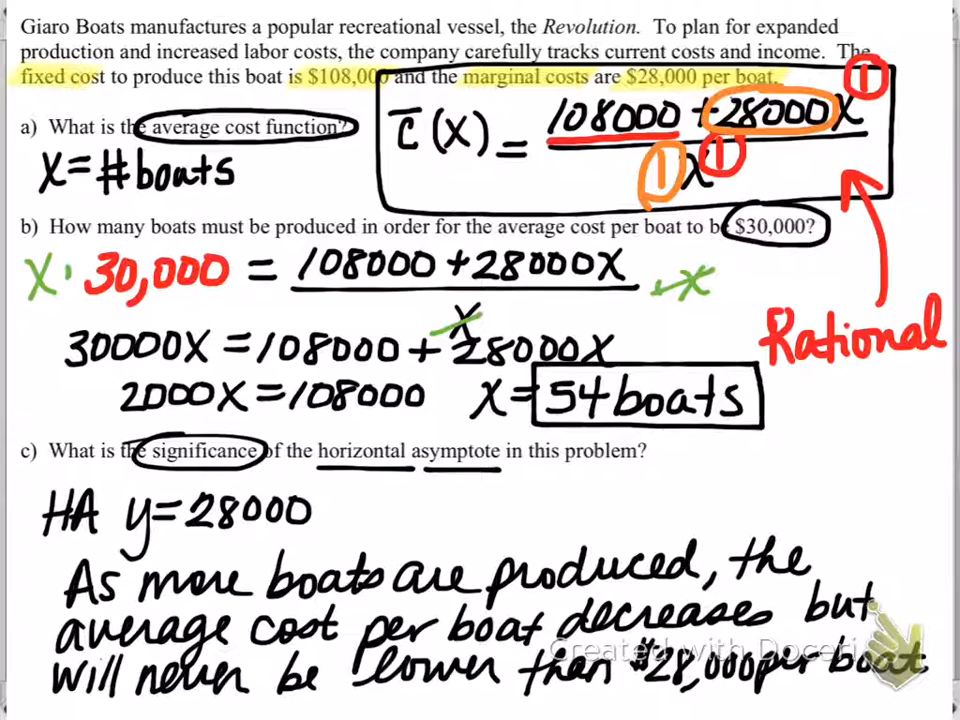 Giaro Boats manufactures a popular recreational vessel, the Revolution. To plan for expanded
production and increased labor costs, the company carefully tracks current costs and income. The
fixed cost to produce this boat is $108,000 and the marginal costs are $28,000 per boat.
a) What is the average cost function?
C̅(X) = 108000 + 28000X^1 / 1X^1
X = # boats
b) How many boats must be produced in order for the average cost per boat to be $30,000?
X · 30,000 = 108000 + 28000X / X · X
Rational
30000X = 108000 + 28000X
2000X = 108000 X = 54 boats
c) What is the significance of the horizontal asymptote in this problem?
HA y = 28000
As more boats are produced, the
average cost per boat decreases but
Created with Doceri
will never be lower than $28,000 per boat